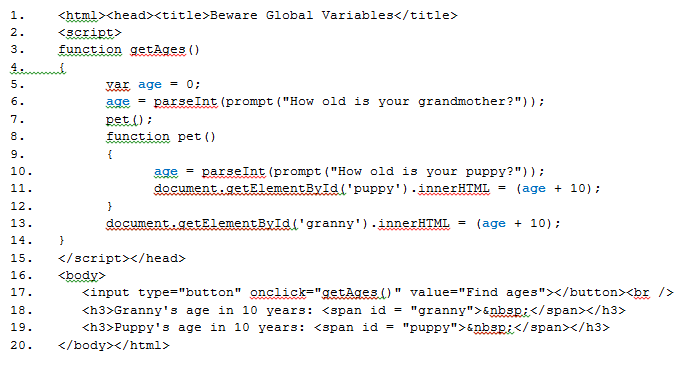 1. <html><head><title>Beware Global Variables</title>
2. <script>
3. function getAges()
4. {
5. var age = 0;
6. age = parseInt(prompt("How old is your grandmother?"));
7. pet();
8. function pet()
9. {
10. age = parseInt(prompt("How old is your puppy?"));
11. document.getElementById('puppy').innerHTML = (age + 10);
12. }
13. document.getElementById('granny').innerHTML = (age + 10);
14. }
15. </script></head>
16. <body>
17. <input type="button" onclick="getAges()" value="Find ages"></button><br />
18. <h3>Granny's age in 10 years: <span id = "granny">&nbsp;</span></h3>
19. <h3>Puppy's age in 10 years: <span id = "puppy">&nbsp;</span></h3>
20. </body></html>